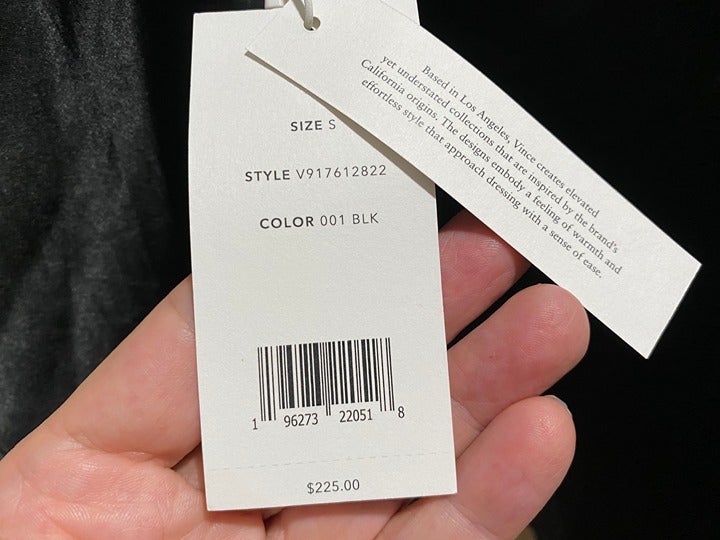 SIZE S
STYLE V917612822
COLOR 001 BLK
1 96273 22051 8
$225.00
Based in Los Angeles, Vince creates elevated
yet understated collections that are inspired by the brand's
California origins. The designs embody a feeling of warmth and
effortless style that approach dressing with a sense of ease.